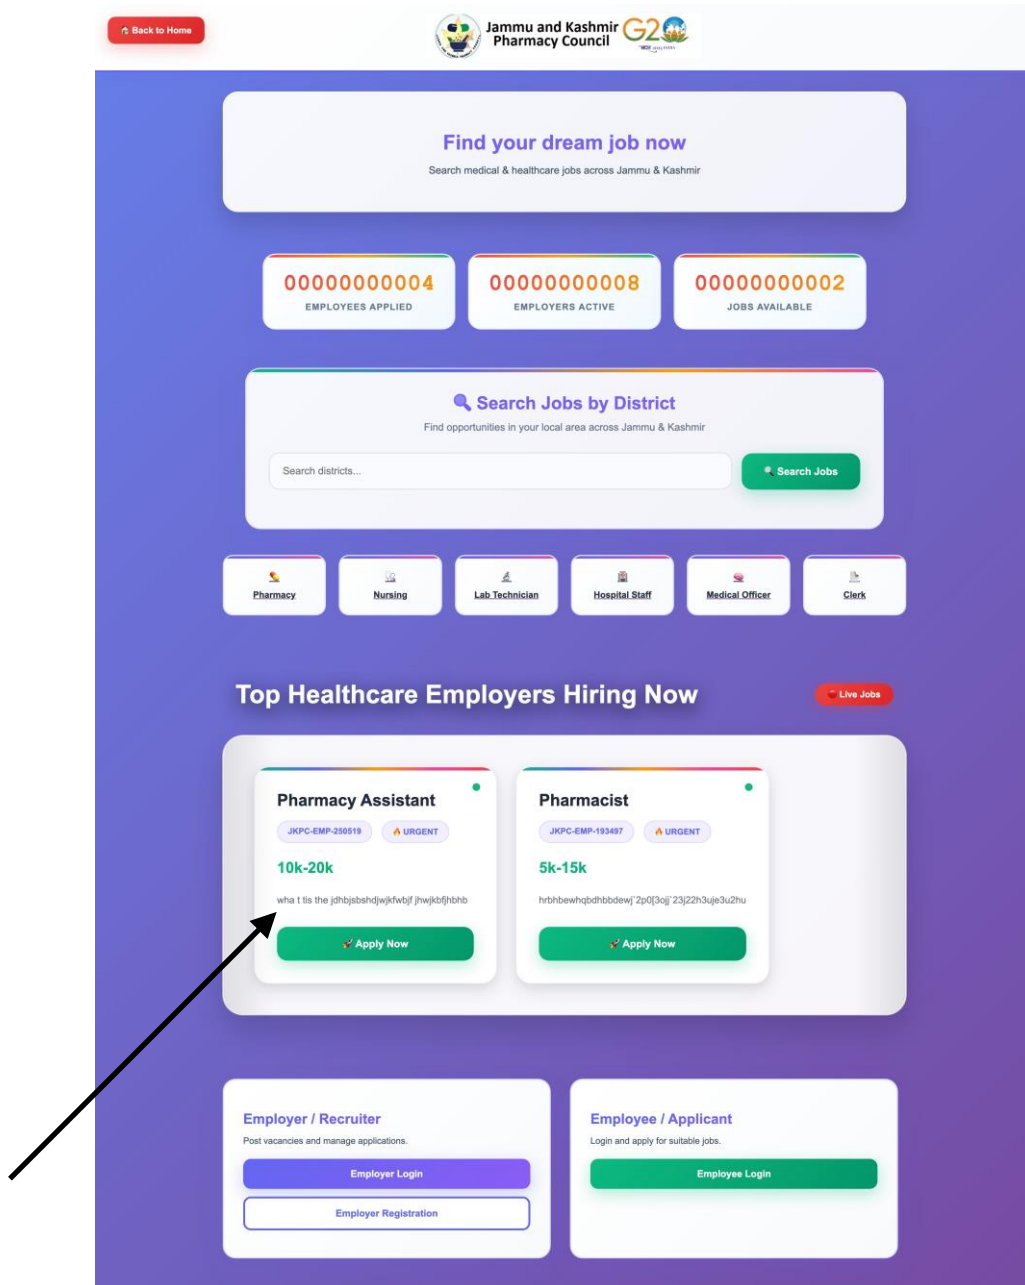 Back to Home
Jammu and Kashmir
Pharmacy Council
G20
Find your dream job now
Search medical & healthcare jobs across Jammu & Kashmir
00000000004
EMPLOYEES APPLIED
00000000008
EMPLOYERS ACTIVE
00000000002
JOBS AVAILABLE
Search Jobs by District
Find opportunities in your local area across Jammu & Kashmir
Search districts...
Search Jobs
Pharmacy
Nursing
Lab Technician
Hospital Staff
Medical Officer
Clerk
Top Healthcare Employers Hiring Now
Live Jobs
Pharmacy Assistant
JKPC-EMP-250519
URGENT
10k-20k
wha t tis the jdhbjsbshdjwjkfwbjf jhwjkbfjhbhb
Apply Now
Pharmacist
JKPC-EMP-193497
URGENT
5k-15k
hrbhbewhqbdhbbdewj`2p0[3ojj`23j22h3uje3u2hu
Apply Now
Employer / Recruiter
Post vacancies and manage applications.
Employer Login
Employer Registration
Employee / Applicant
Login and apply for suitable jobs.
Employee Login